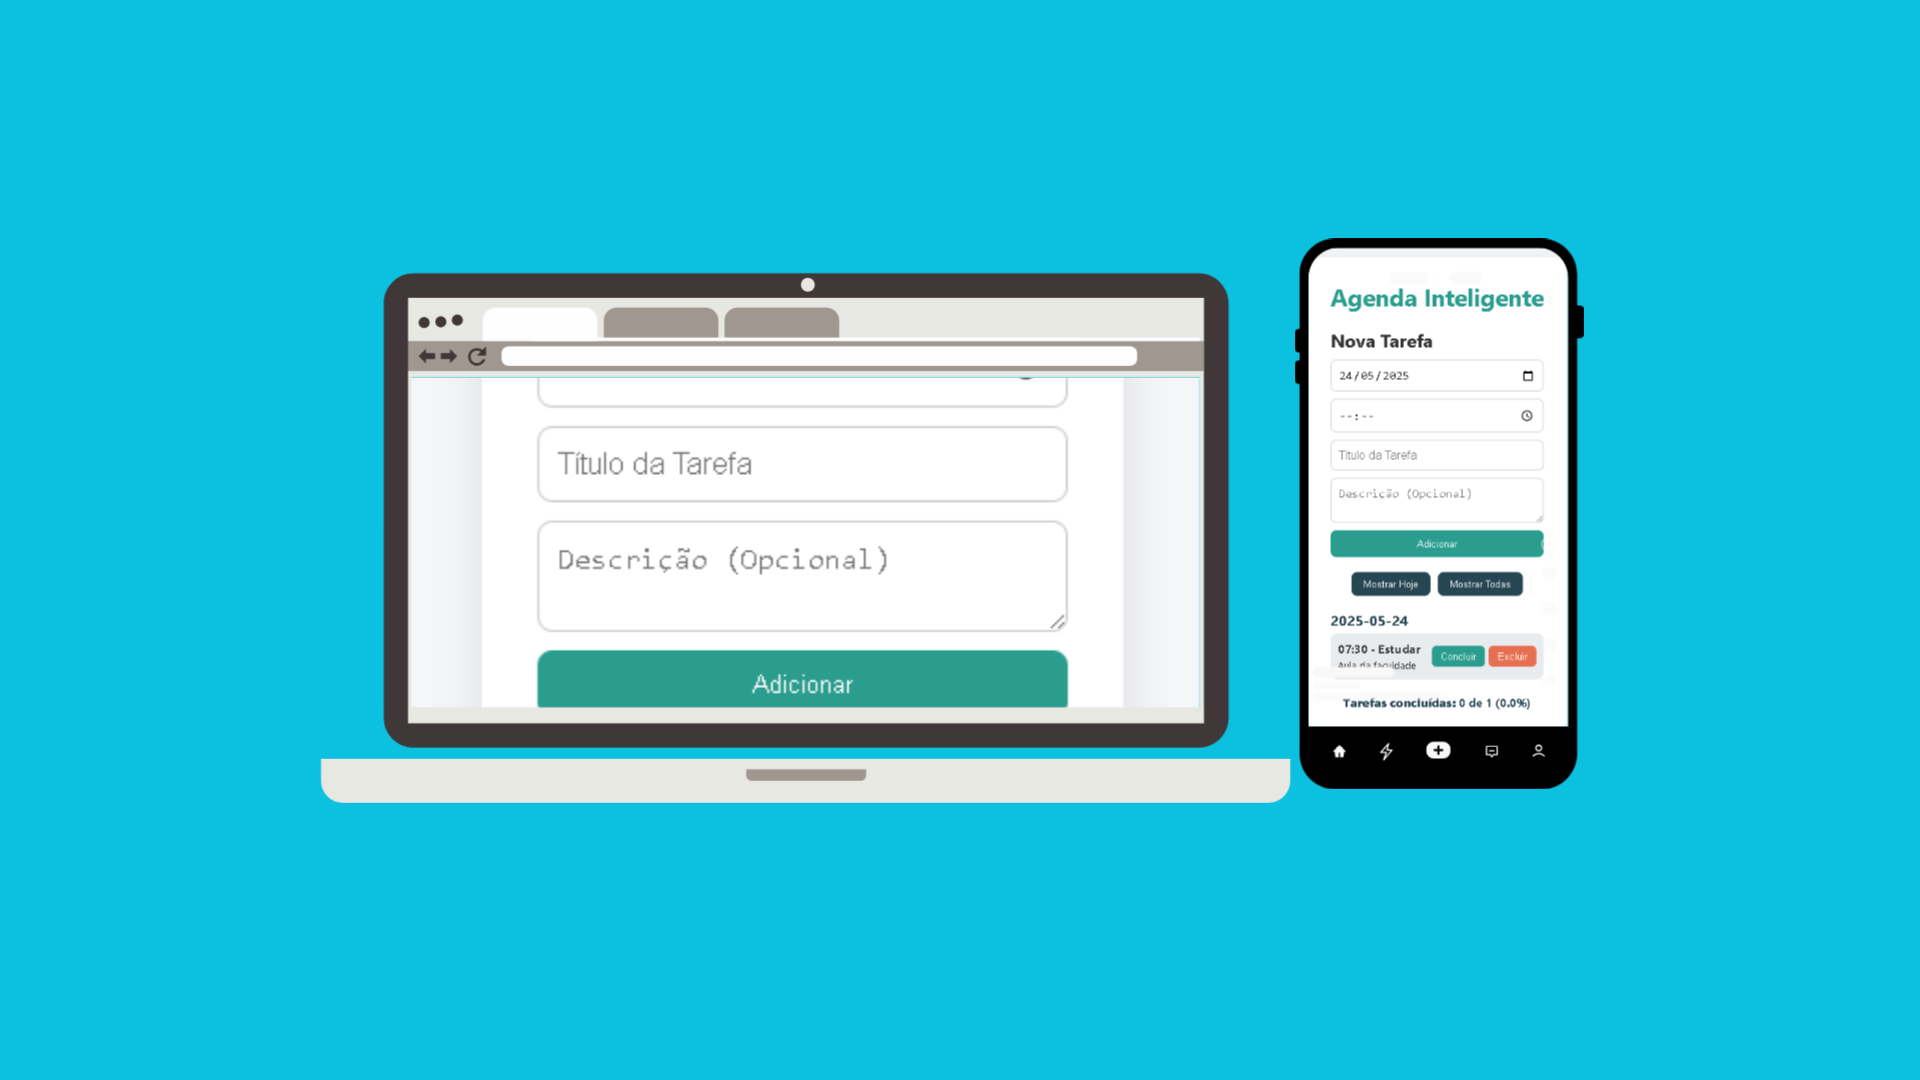 Título da Tarefa
Descrição (Opcional)
Adicionar
Agenda Inteligente
Nova Tarefa
24/05/2025
--:--
Título da Tarefa
Descrição (Opcional)
Adicionar
Mostrar Hoje
Mostrar Todas
2025-05-24
07:30 - Estudar
Aula da faculdade
Concluir
Excluir
Tarefas concluídas: 0 de 1 (0.0%)